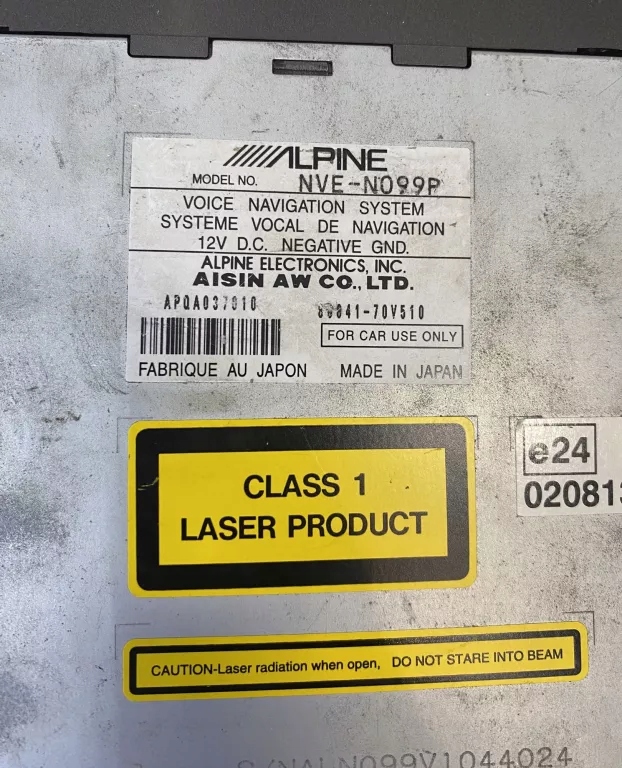 ALPINE
MODEL NO. NVE-N099P
VOICE NAVIGATION SYSTEM
SYSTEME VOCAL DE NAVIGATION
12V D.C. NEGATIVE GND.
ALPINE ELECTRONICS, INC.
AISIN AW CO., LTD.
APQA037010
FOR CAR USE ONLY
FABRIQUE AU JAPON MADE IN JAPAN
CLASS 1
LASER PRODUCT
e24
02081
CAUTION-Laser radiation when open, DO NOT STARE INTO BEAM
N099V1044024